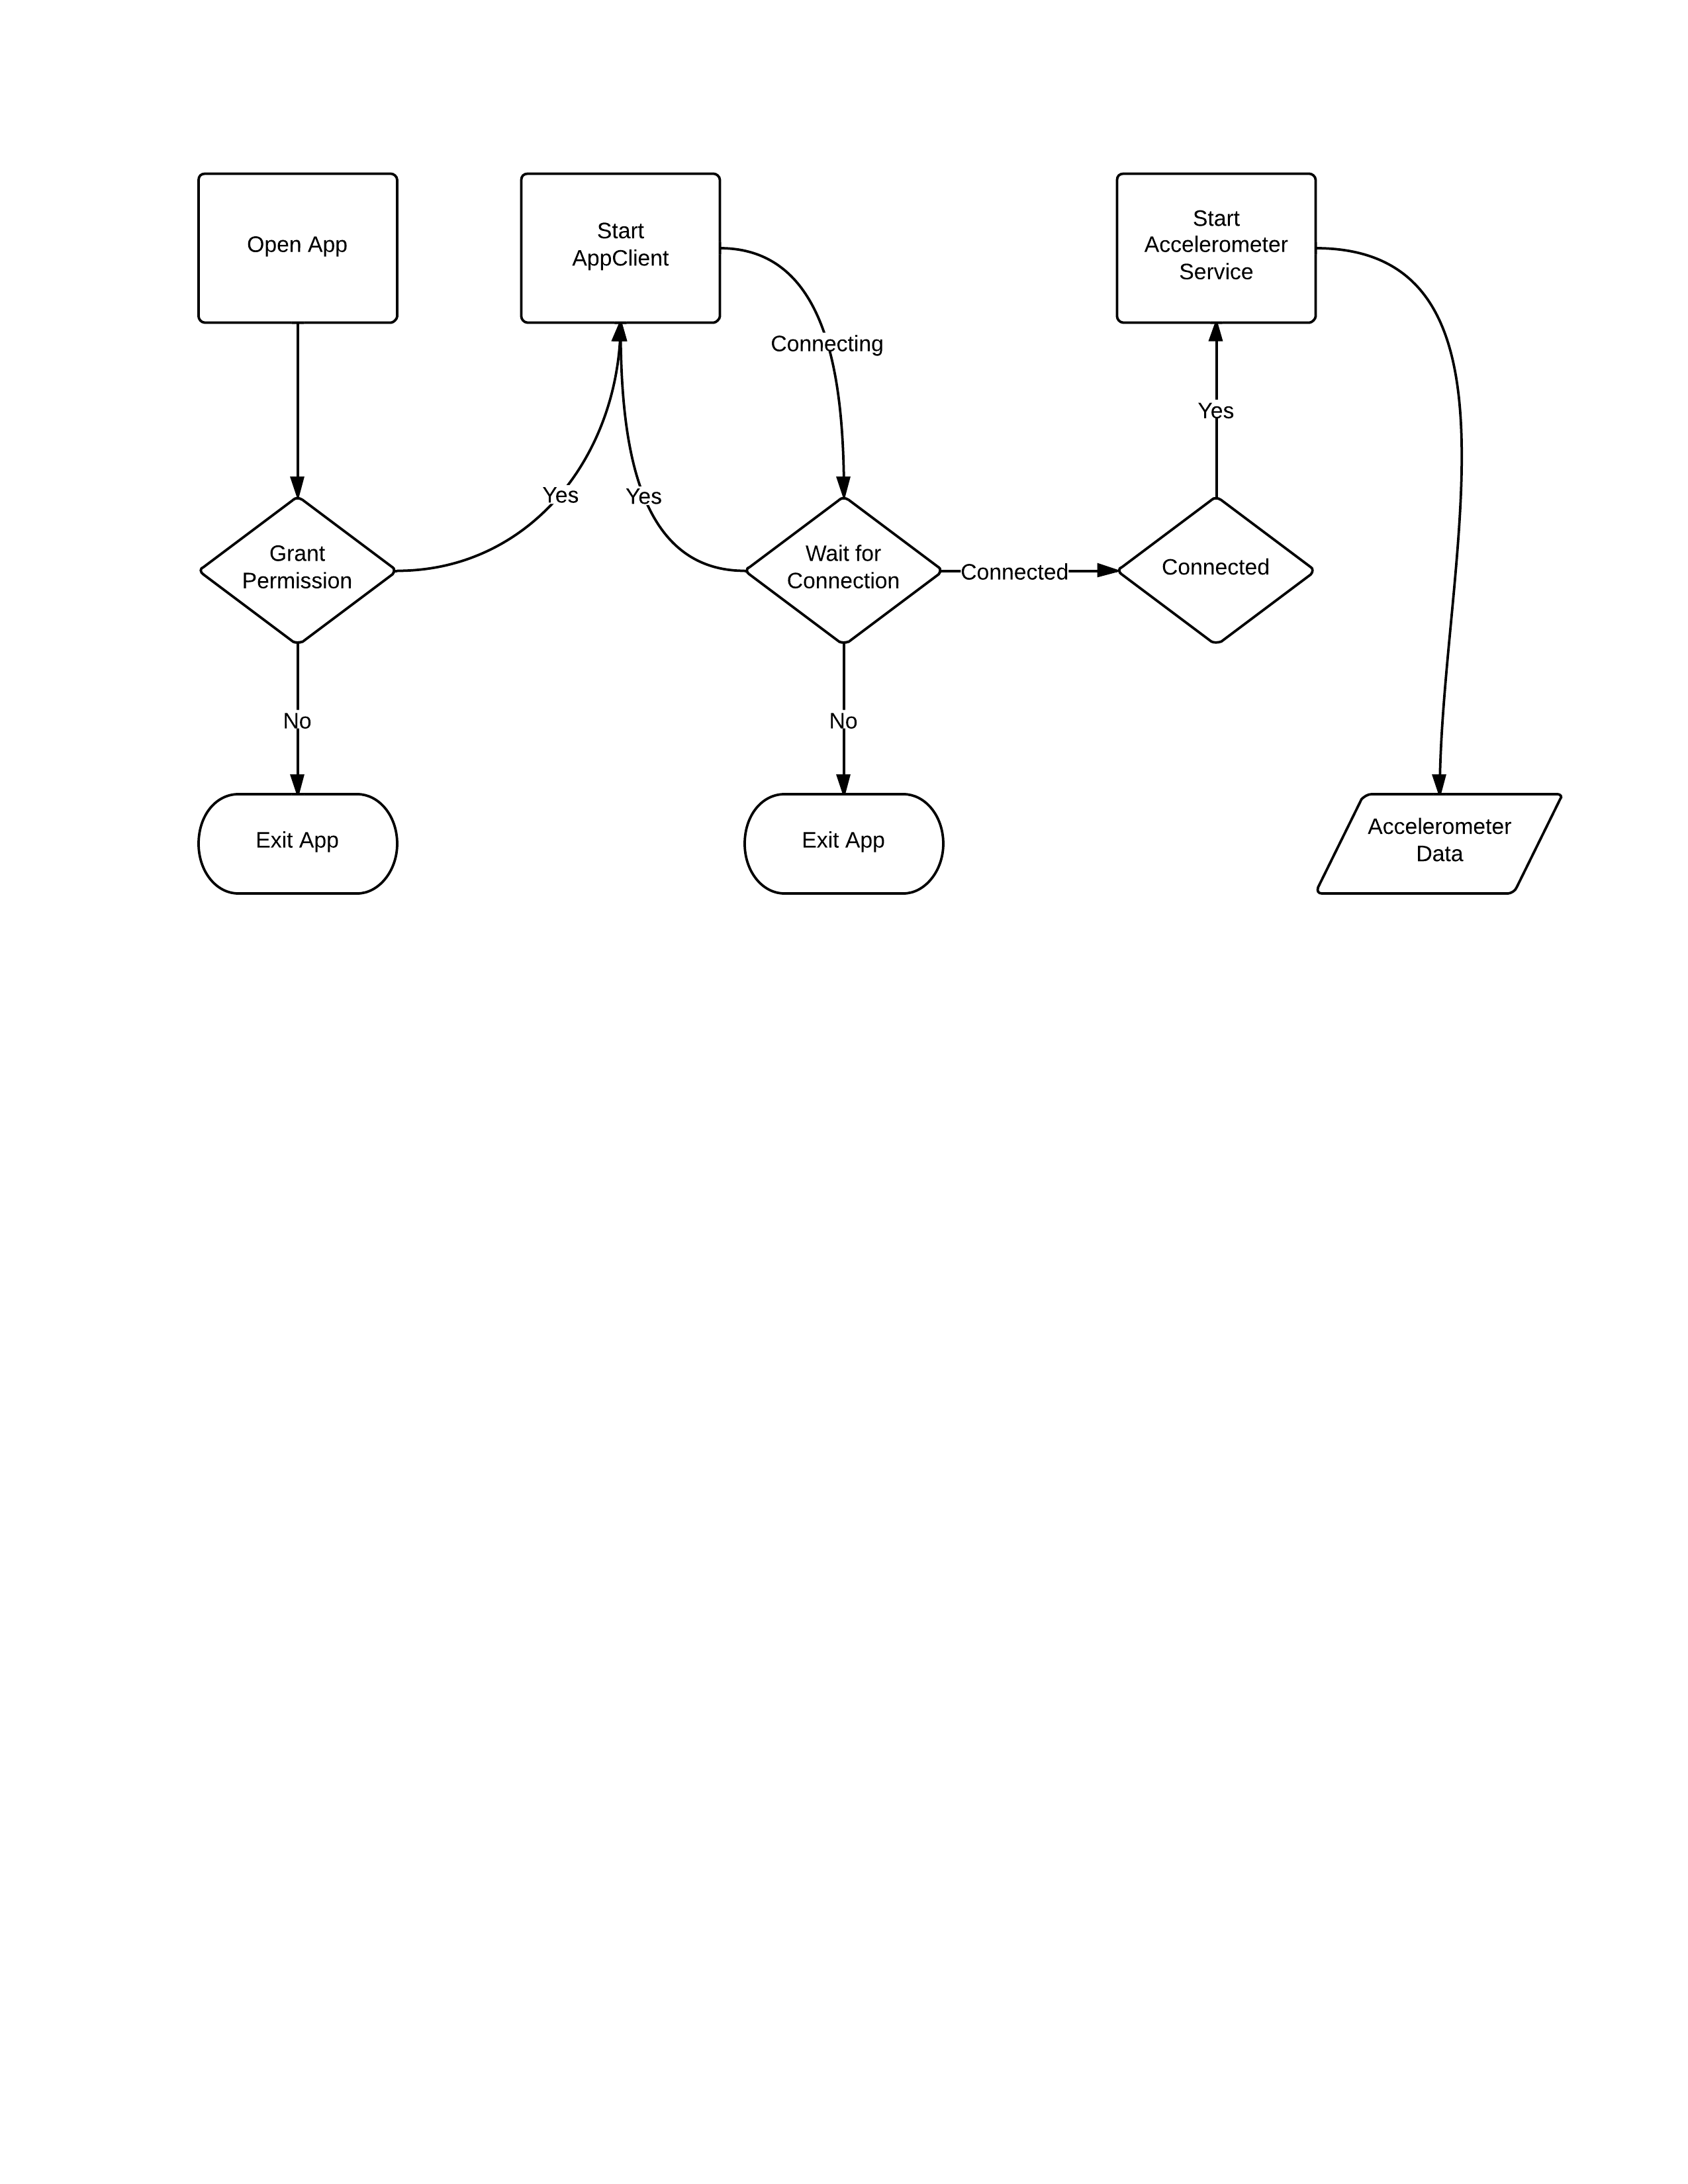 Open App
Start
AppClient
Start
Accelerometer
Service
Connecting
Yes
Yes
Yes
Grant
Permission
Wait for
Connection
Connected
Connected
No
No
Exit App
Exit App
Accelerometer
Data